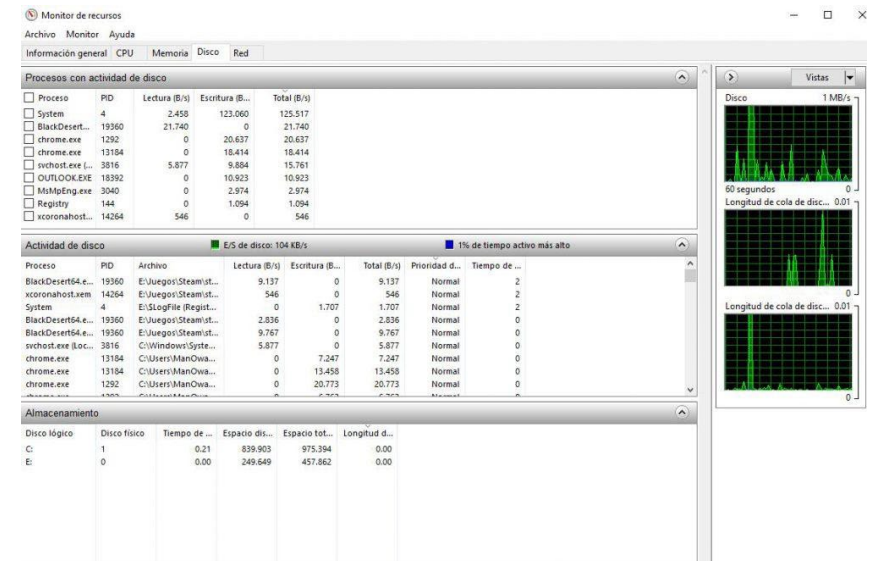 Monitor de recursos
Archivo Monitor Ayuda
Información general CPU Memoria Disco Red
Procesos con actividad de disco
Proceso PID Lectura (B/s) Escritura (B... Total (B/s)
System 4 2.458 123.060 125.517
BlackDesert... 19360 21.740 0 21.740
chrome.exe 1292 0 20.637 20.637
chrome.exe 13184 0 18.414 18.414
svchost.exe (... 3816 5.877 9.884 15.761
OUTLOOK.EXE 18392 0 10.923 10.923
MsMpEng.exe 3040 0 2.974 2.974
Registry 144 0 1.094 1.094
xcoronahost... 14264 546 0 546
Actividad de disco E/S de disco: 104 KB/s 1% de tiempo activo más alto
Proceso PID Archivo Lectura (B/s) Escritura (B... Total (B/s) Prioridad d... Tiempo de ...
BlackDesert64.e... 19360 E:\Juegos\Steam\st... 9.137 0 9.137 Normal 2
xcoronahost.xem 14264 E:\Juegos\Steam\st... 546 0 546 Normal 2
System 4 E:\$LogFile (Regist... 0 1.707 1.707 Normal 2
BlackDesert64.e... 19360 E:\Juegos\Steam\st... 2.836 0 2.836 Normal 0
BlackDesert64.e... 19360 E:\Juegos\Steam\st... 9.767 0 9.767 Normal 0
svchost.exe (Loc... 3816 C:\Windows\Syste... 5.877 0 5.877 Normal 0
chrome.exe 13184 C:\Users\ManOwa... 0 7.247 7.247 Normal 0
chrome.exe 13184 C:\Users\ManOwa... 0 13.458 13.458 Normal 0
chrome.exe 1292 C:\Users\ManOwa... 0 20.773 20.773 Normal 0
Almacenamiento
Disco lógico Disco físico Tiempo de ... Espacio dis... Espacio tot... Longitud d...
C: 1 0.21 839.903 975.394 0.00
E: 0 0.00 249.649 457.862 0.00
Vistas
Disco 1 MB/s
60 segundos 0
Longitud de cola de disc... 0.01
0
Longitud de cola de disc... 0.01
0